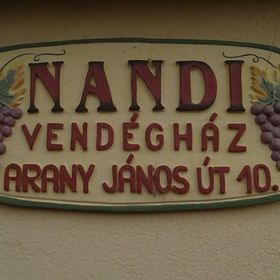 NANDI
VENDÉGHÁZ
ARANY JÁNOS ÚT 10.